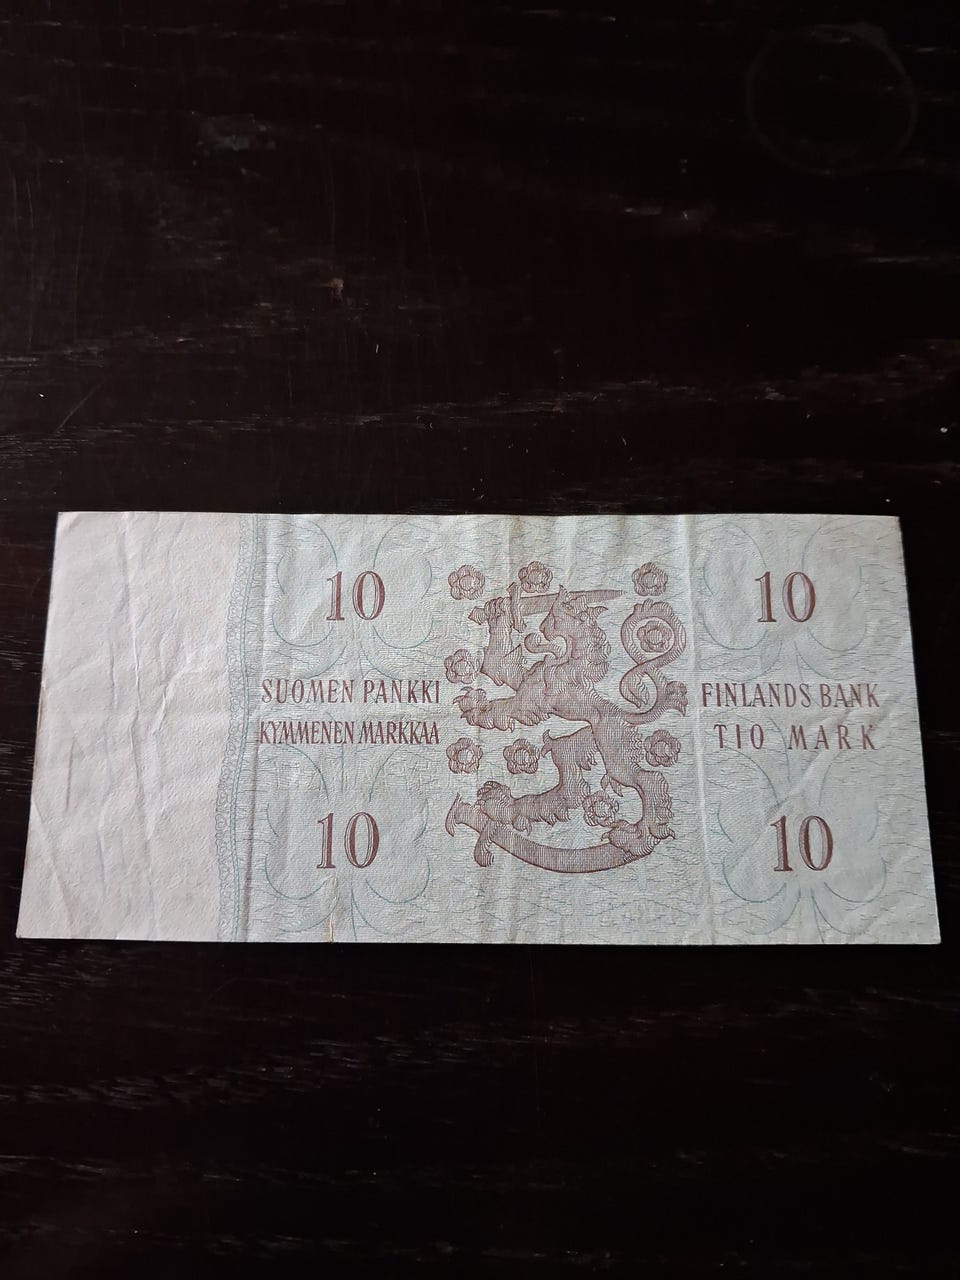 10 10
SUOMEN PANKKI FINLANDS BANK
KYMMENEN MARKKAA TIO MARK
10 10